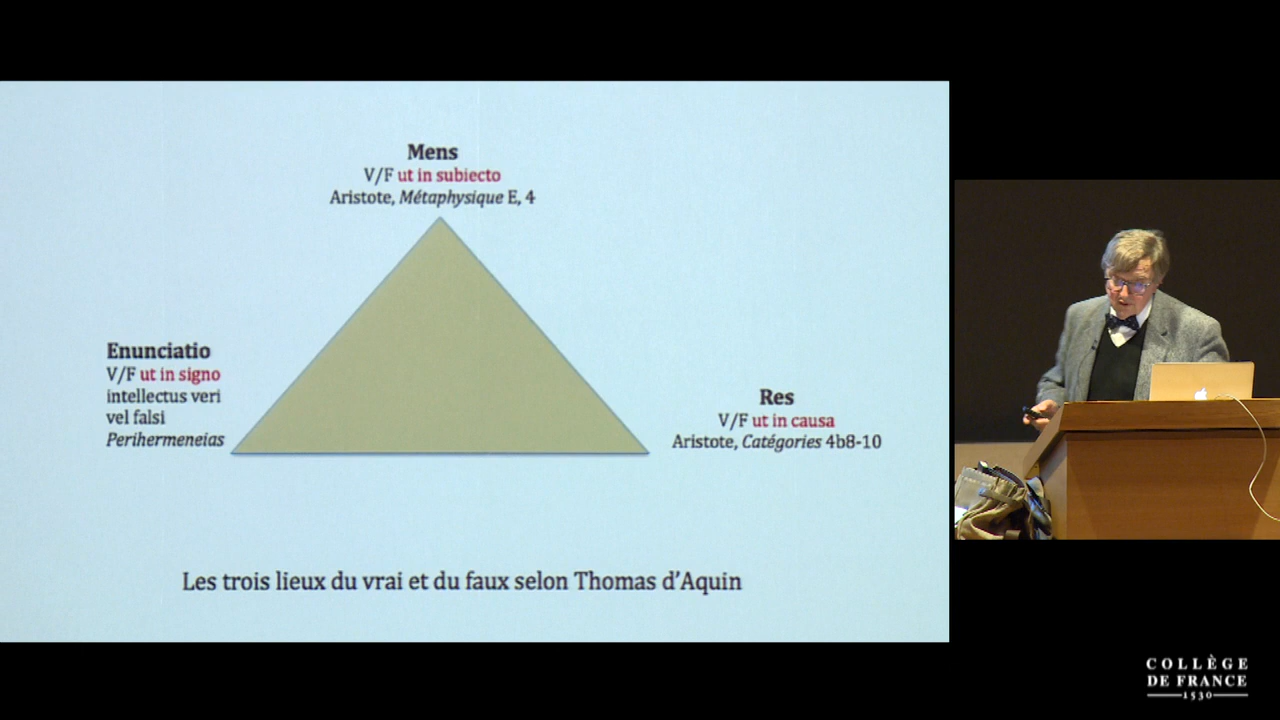 Mens
V/F ut in subiecto
Aristote, Métaphysique E, 4
Enunciatio
V/F ut in signo
intellectus veri
vel falsi
Perihermeneias
Res
V/F ut in causa
Aristote, Catégories 4b8-10
Les trois lieux du vrai et du faux selon Thomas d'Aquin
COLLÈGE
DE FRANCE
1530